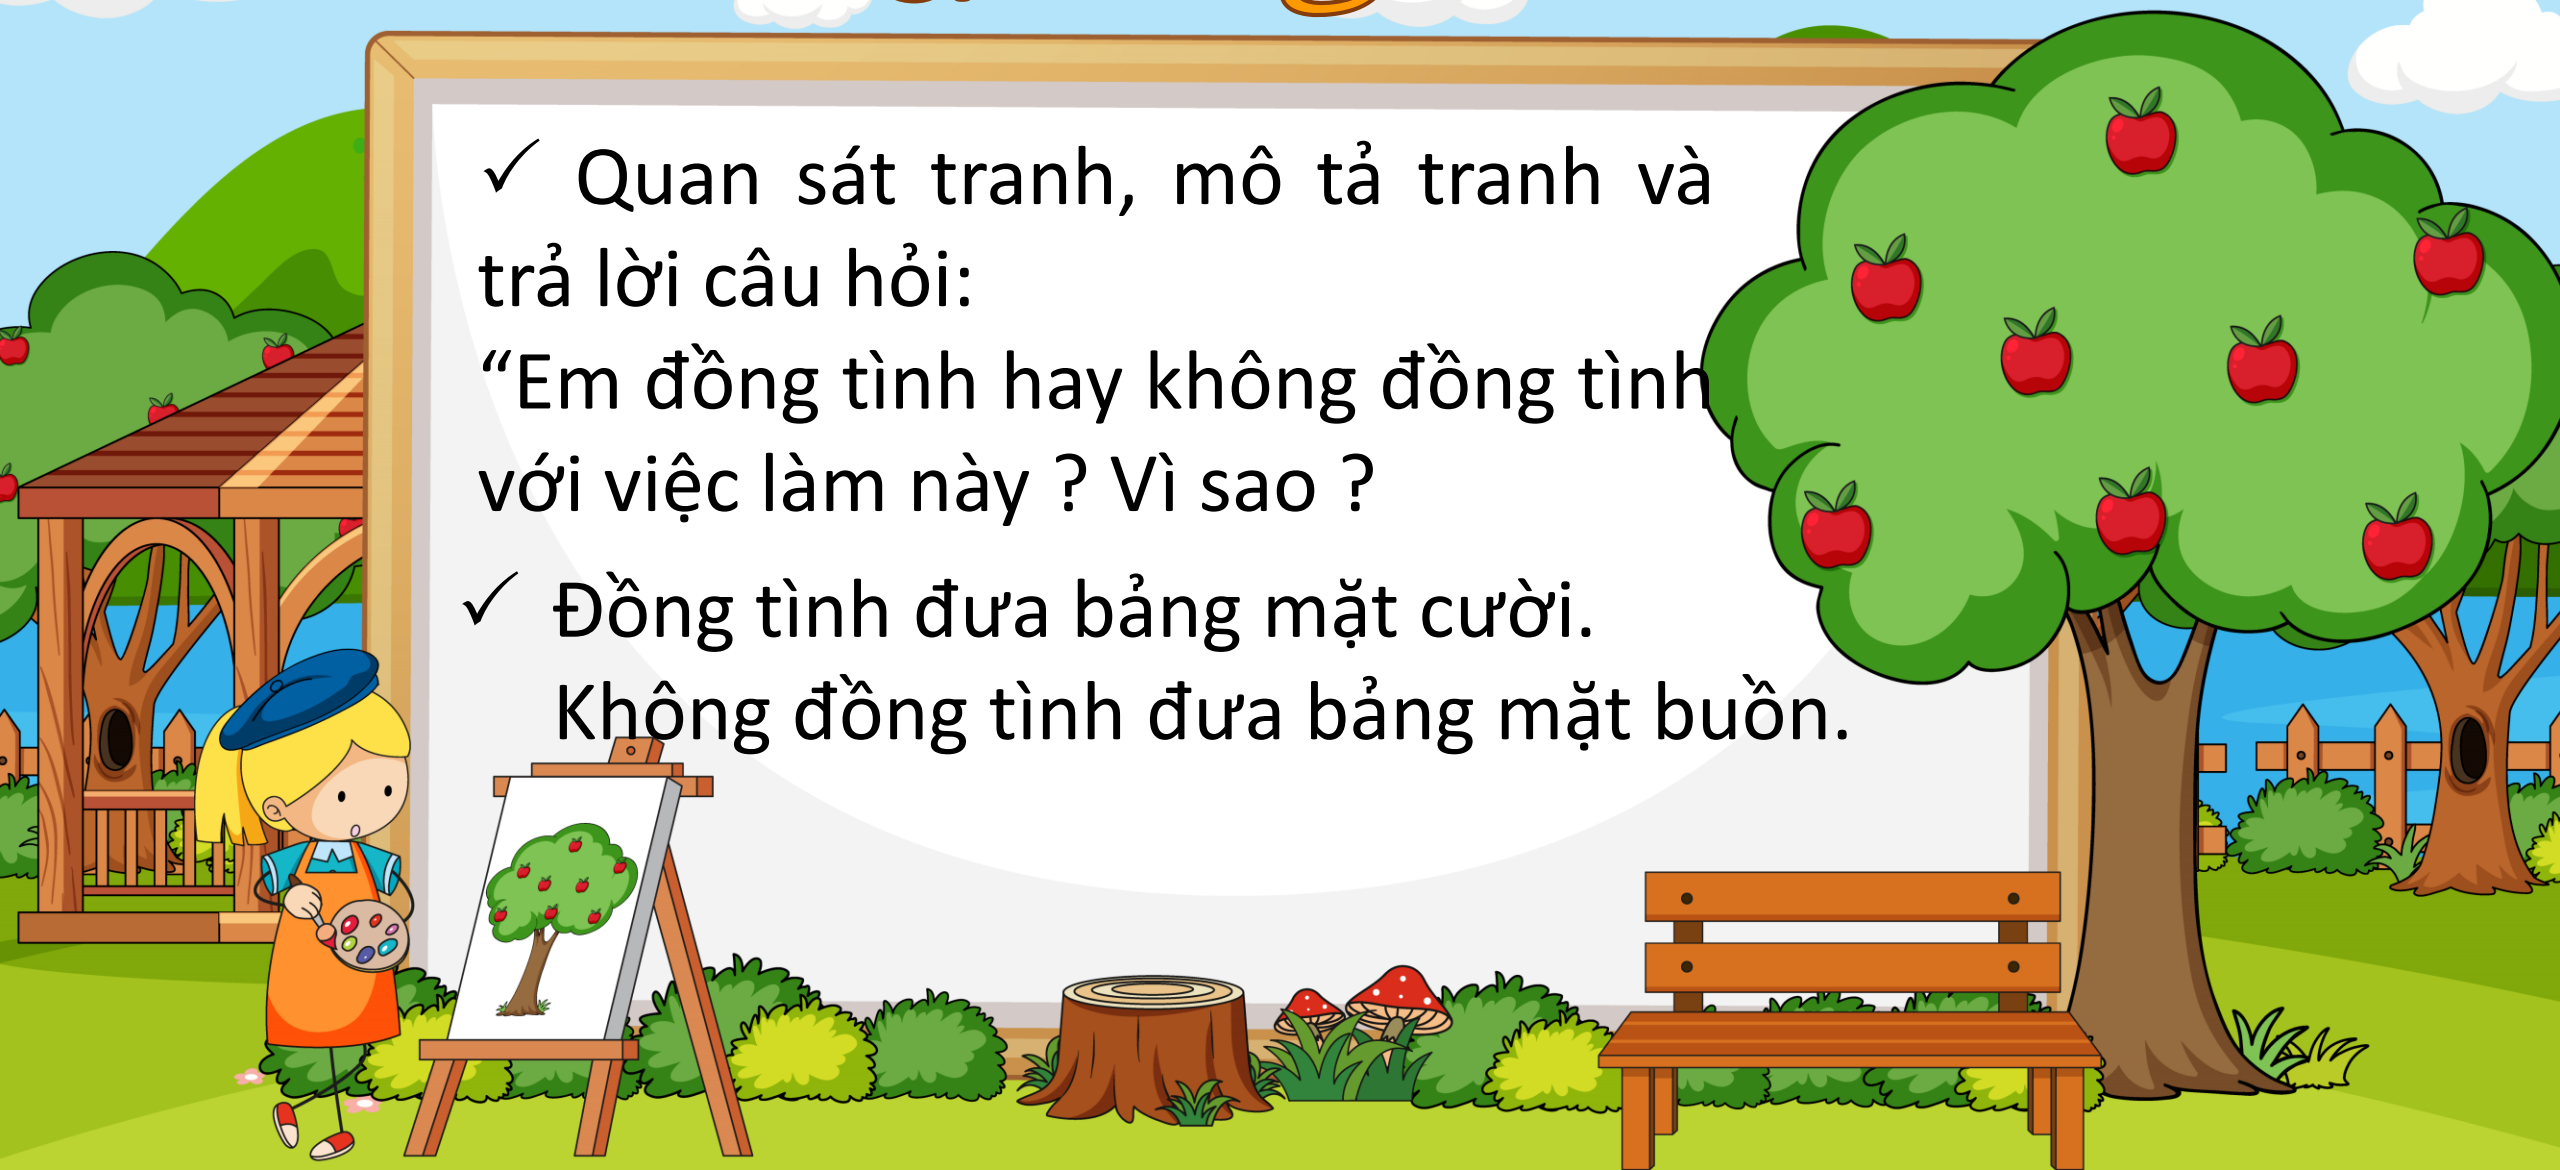 ✓ Quan sát tranh, mô tả tranh và
trả lời câu hỏi:
“Em đồng tình hay không đồng tình
với việc làm này ? Vì sao ?
✓ Đồng tình đưa bảng mặt cười.
Không đồng tình đưa bảng mặt buồn.